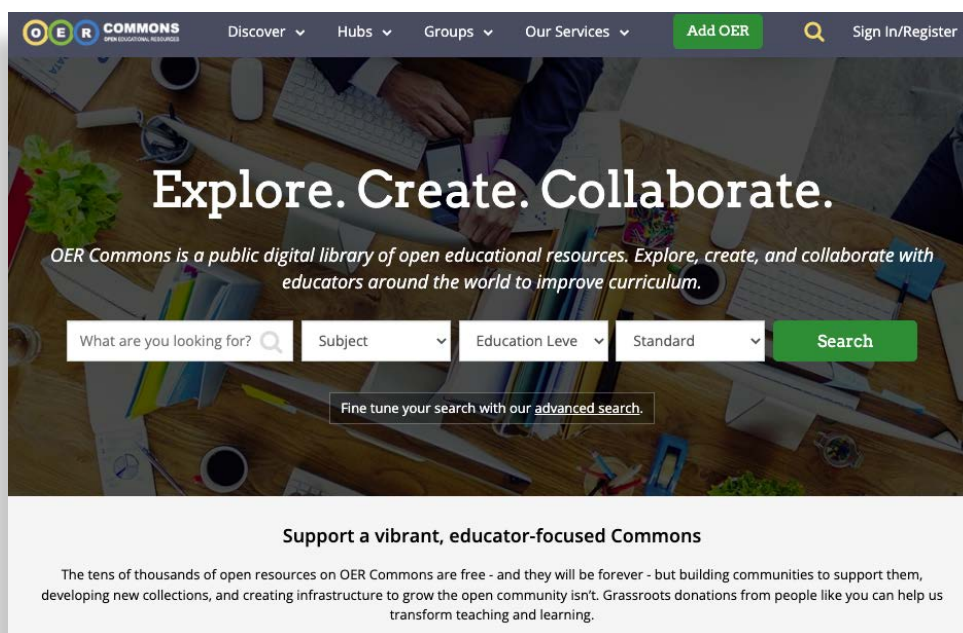 OER COMMONS
OPEN EDUCATIONAL RESOURCES
Discover Hubs Groups Our Services Add OER Sign In/Register
Explore. Create. Collaborate.
OER Commons is a public digital library of open educational resources. Explore, create, and collaborate with
educators around the world to improve curriculum.
What are you looking for? Subject Education Leve Standard Search
Fine tune your search with our advanced search.
Support a vibrant, educator-focused Commons
The tens of thousands of open resources on OER Commons are free - and they will be forever - but building communities to support them,
developing new collections, and creating infrastructure to grow the open community isn't. Grassroots donations from people like you can help us
transform teaching and learning.